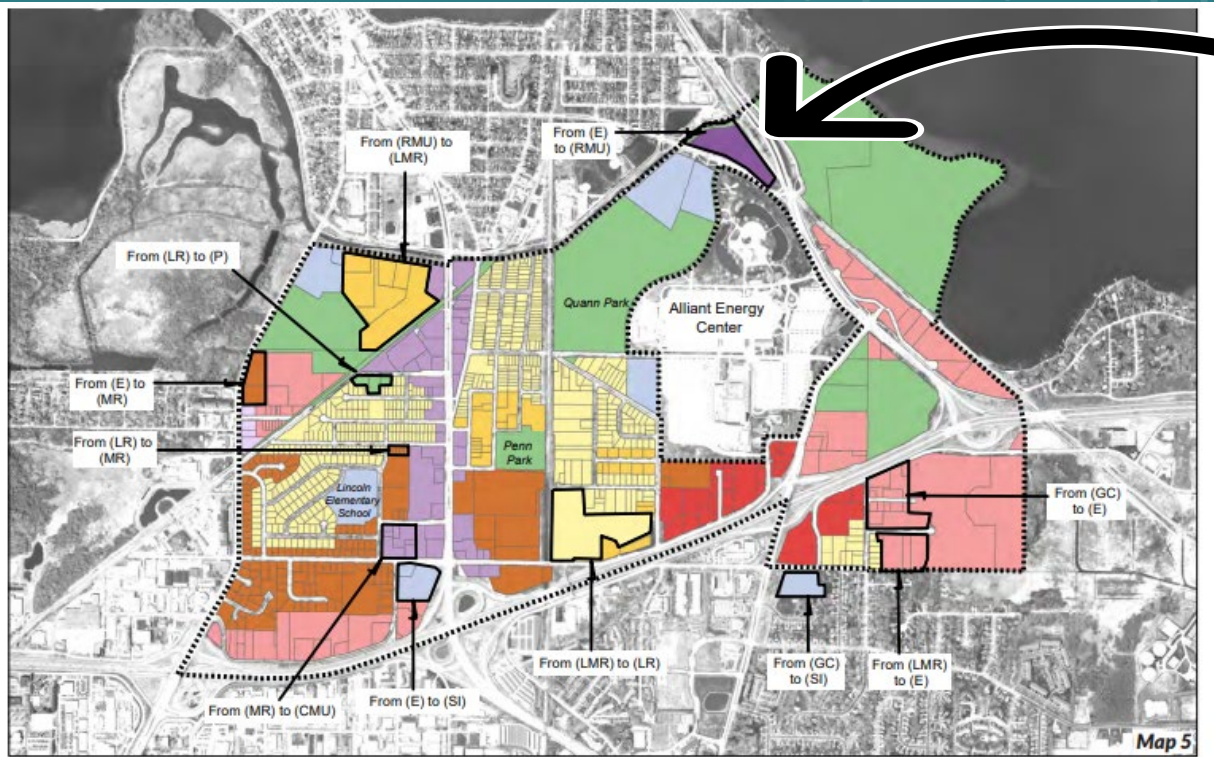 From (E)
to (RMU)
From (RMU) to
(LMR)
From (LR) to (P)
Quann Park
Alliant Energy
Center
From (E) to
(MR)
From (LR) to
(MR)
Penn
Park
Lincoln
Elementary
School
From (GC)
to (E)
From (LMR) to (LR)
From (GC)
to (SI)
From (LMR)
to (E)
From (E) to (SI)
From (MR) to (CMU)
Map 5